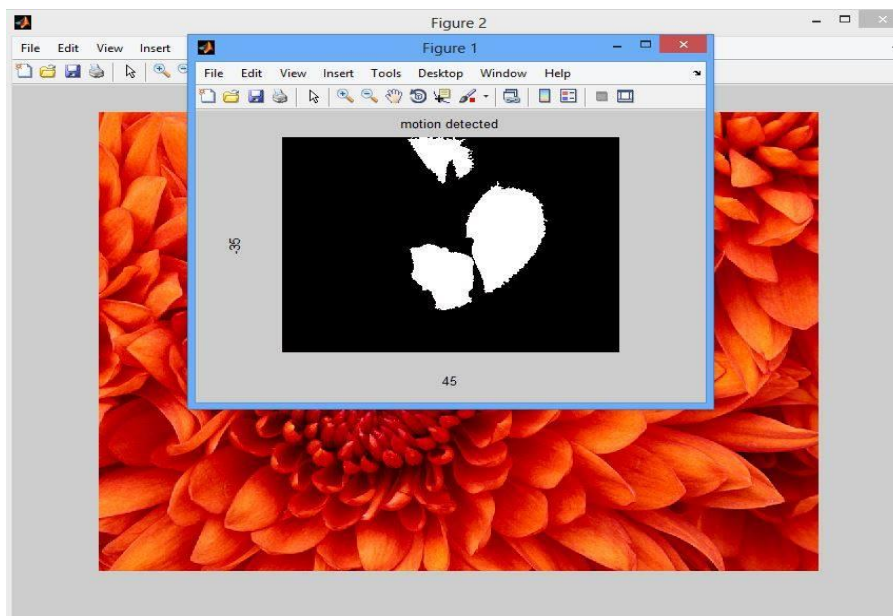 Figure 2
File Edit View Insert
Figure 1
File Edit View Insert Tools Desktop Window Help
motion detected
-35
45